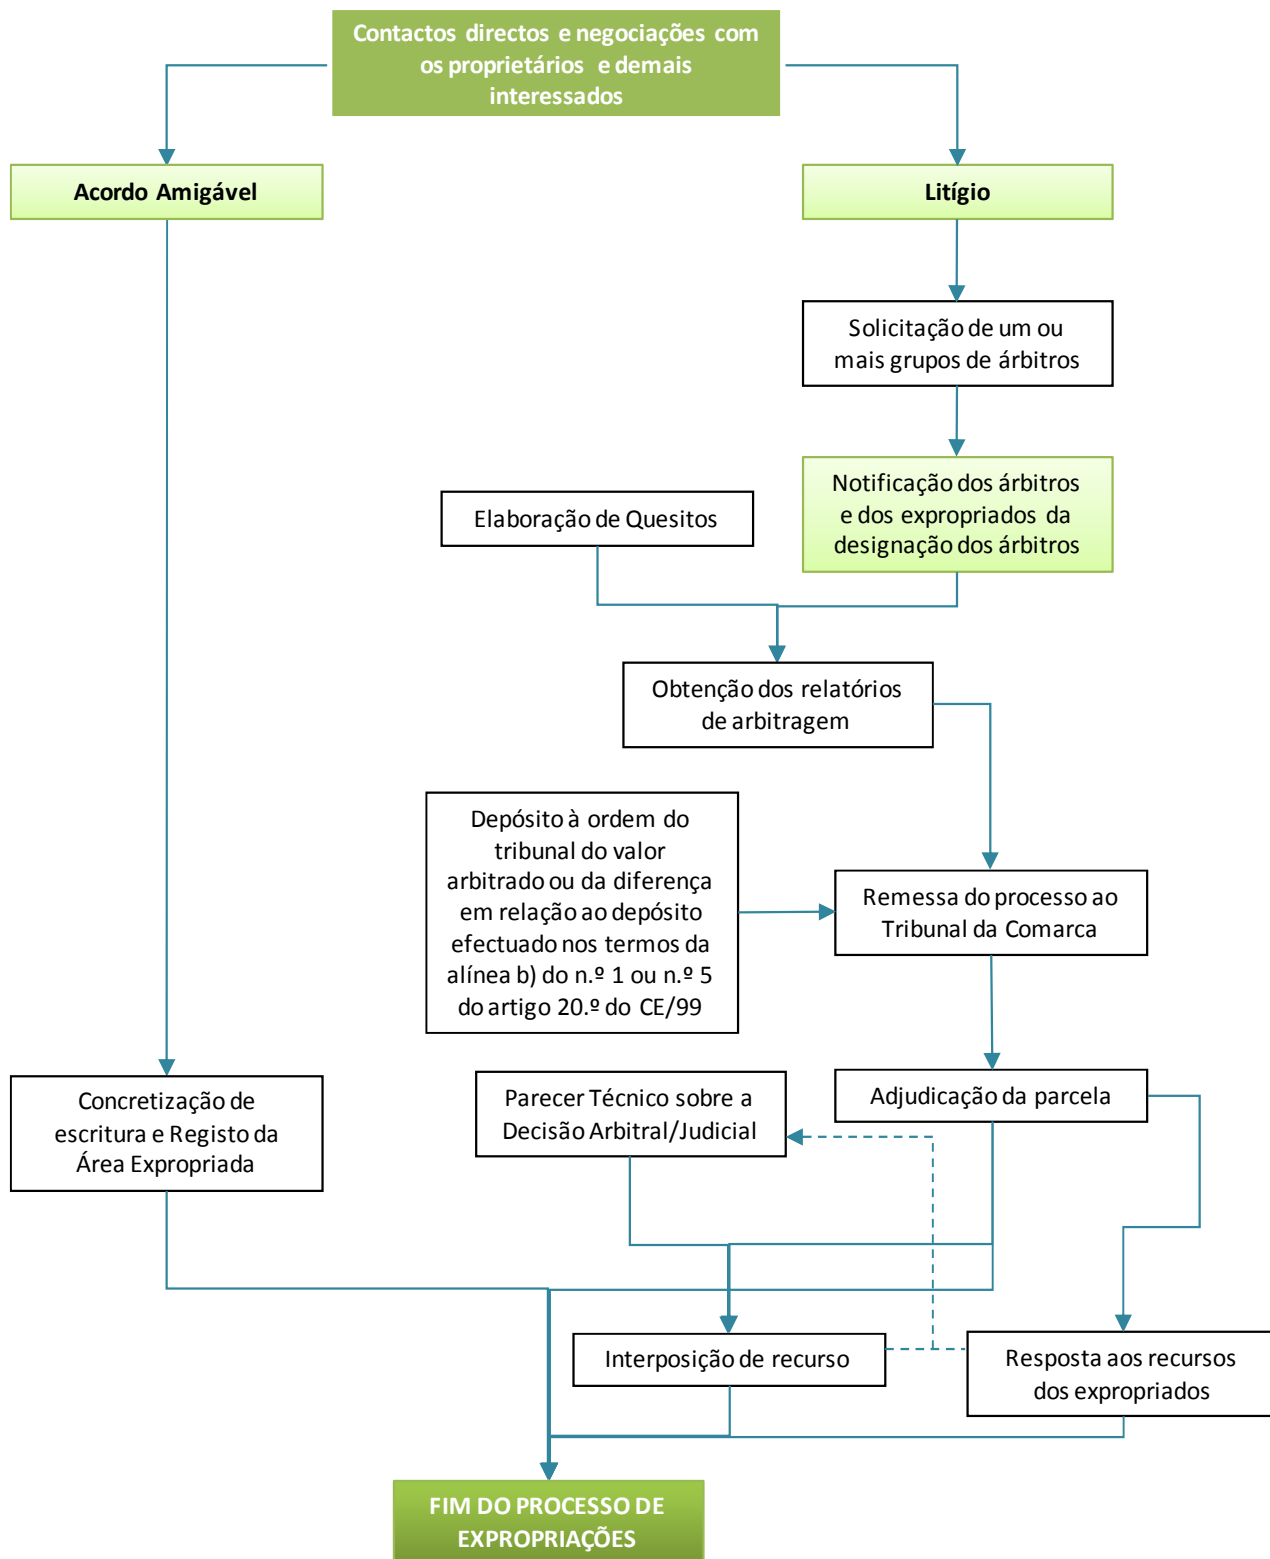 Contactos directos e negociações com
os proprietários e demais
interessados
Acordo Amigável
Litígio
Solicitação de um ou
mais grupos de árbitros
Notificação dos árbitros
e dos expropriados da
designação dos árbitros
Elaboração de Quesitos
Obtenção dos relatórios
de arbitragem
Depósito à ordem do
tribunal do valor
arbitrado ou da diferença
em relação ao depósito
efectuado nos termos da
alínea b) do n.º 1 ou n.º 5
do artigo 20.º do CE/99
Remessa do processo ao
Tribunal da Comarca
Concretização de
escritura e Registo da
Área Expropriada
Parecer Técnico sobre a
Decisão Arbitral/Judicial
Adjudicação da parcela
Interposição de recurso
Resposta aos recursos
dos expropriados
FIM DO PROCESSO DE
EXPROPRIAÇÕES